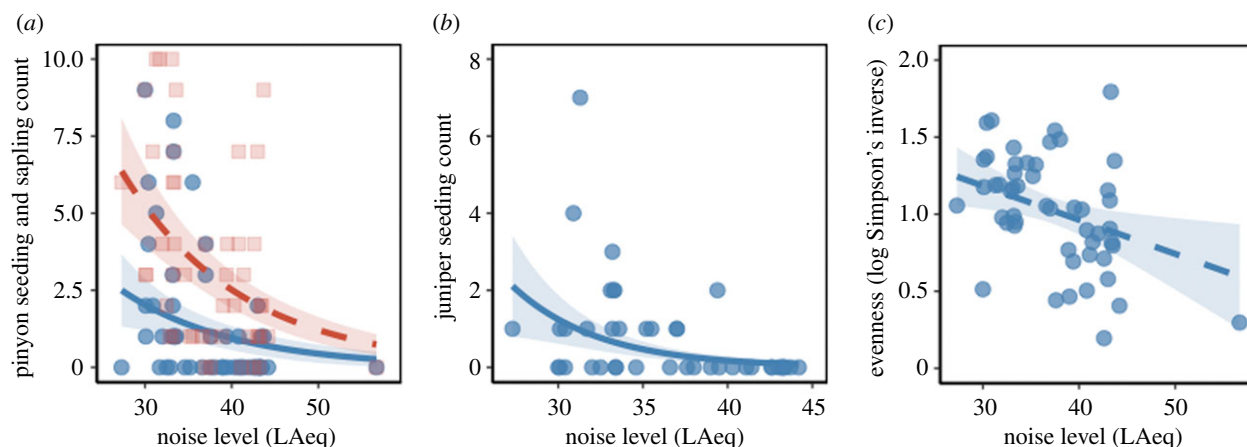 (a)
pinyon seeding and sapling count
10.0
7.5
5.0
2.5
0
30 40 50
noise level (LAeq)
(b)
juniper seeding count
8
6
4
2
0
30 35 40 45
noise level (LAeq)
(c)
evenness (log Simpson's inverse)
2.0
1.5
1.0
0.5
0
30 40 50
noise level (LAeq)